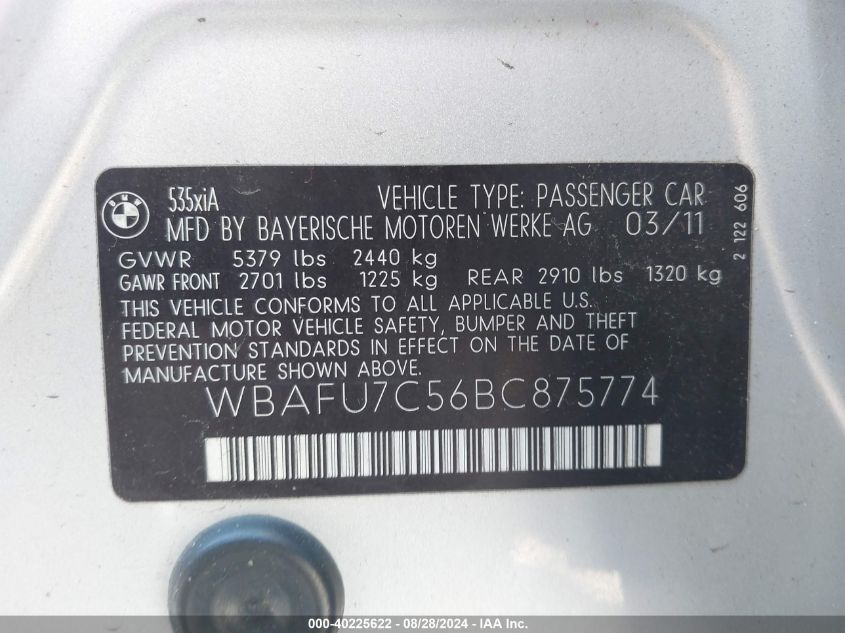 BMW
535xiA VEHICLE TYPE: PASSENGER CAR
MFD BY BAYERISCHE MOTOREN WERKE AG 03/11
GVWR 5379 lbs 2440 kg
GAWR FRONT 2701 lbs 1225 kg REAR 2910 lbs 1320 kg
THIS VEHICLE CONFORMS TO ALL APPLICABLE U.S.
FEDERAL MOTOR VEHICLE SAFETY, BUMPER AND THEFT
PREVENTION STANDARDS IN EFFECT ON THE DATE OF
MANUFACTURE SHOWN ABOVE.
WBAFU7C56BC875774
2 122 606
000-40225622 - 08/28/2024 - IAA Inc.